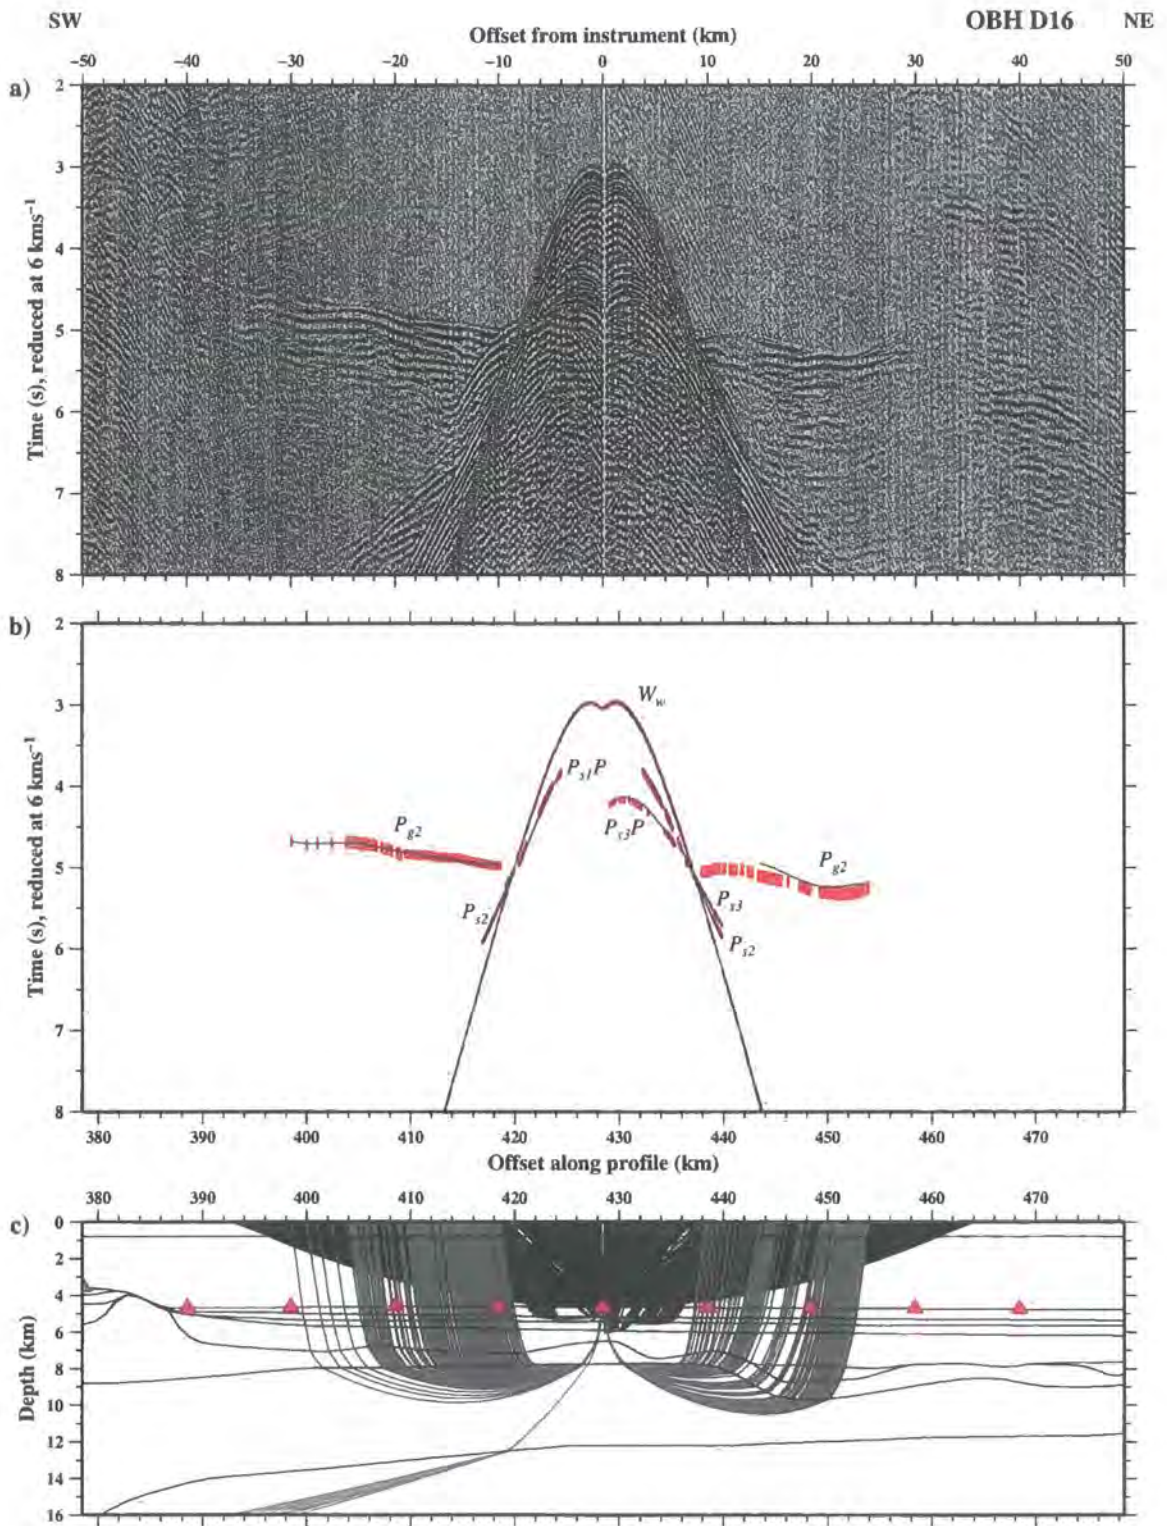 SW OBH D16 NE
Offset from instrument (km)
−50 −40 −30 −20 −10 0 10 20 30 40 50
a)
Time (s), reduced at 6 kms⁻¹
2
3
4
5
6
7
8
b)
Time (s), reduced at 6 kms⁻¹
2
3
4
5
6
7
8
W_w
P_s1P
P_s3P
P_g2
P_g2
P_s2
P_s3
P_s2
380 390 400 410 420 430 440 450 460 470
Offset along profile (km)
380 390 400 410 420 430 440 450 460 470
c)
Depth (km)
0
2
4
6
8
10
12
14
16